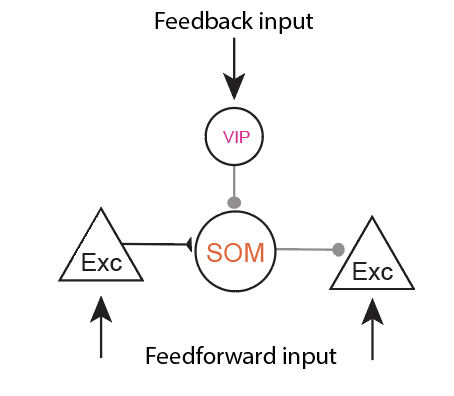 Feedback input
VIP
Exc
SOM
Exc
Feedforward input